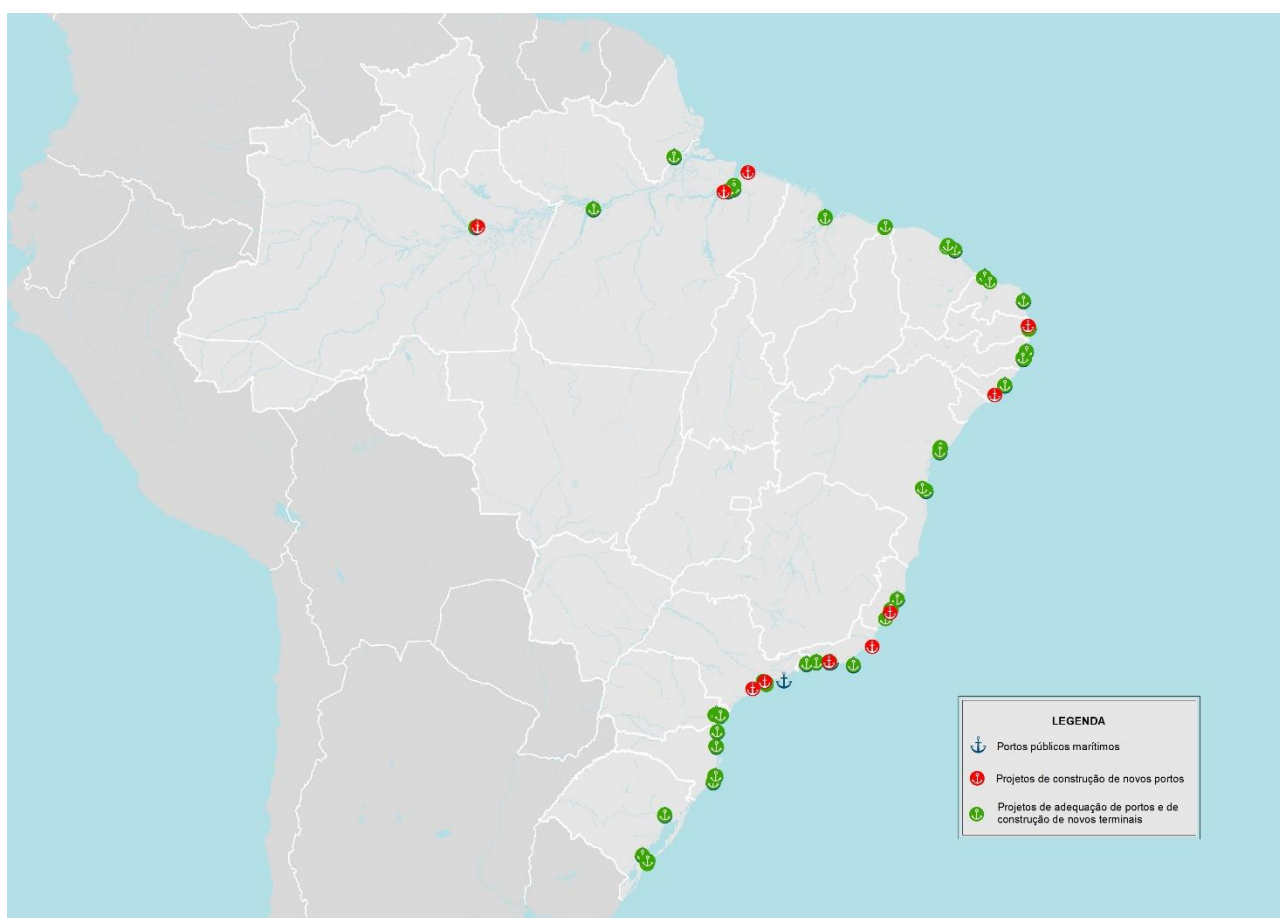 LEGENDA
Portos públicos marítimos
Projetos de construção de novos portos
Projetos de adequação de portos e de
construção de novos terminais